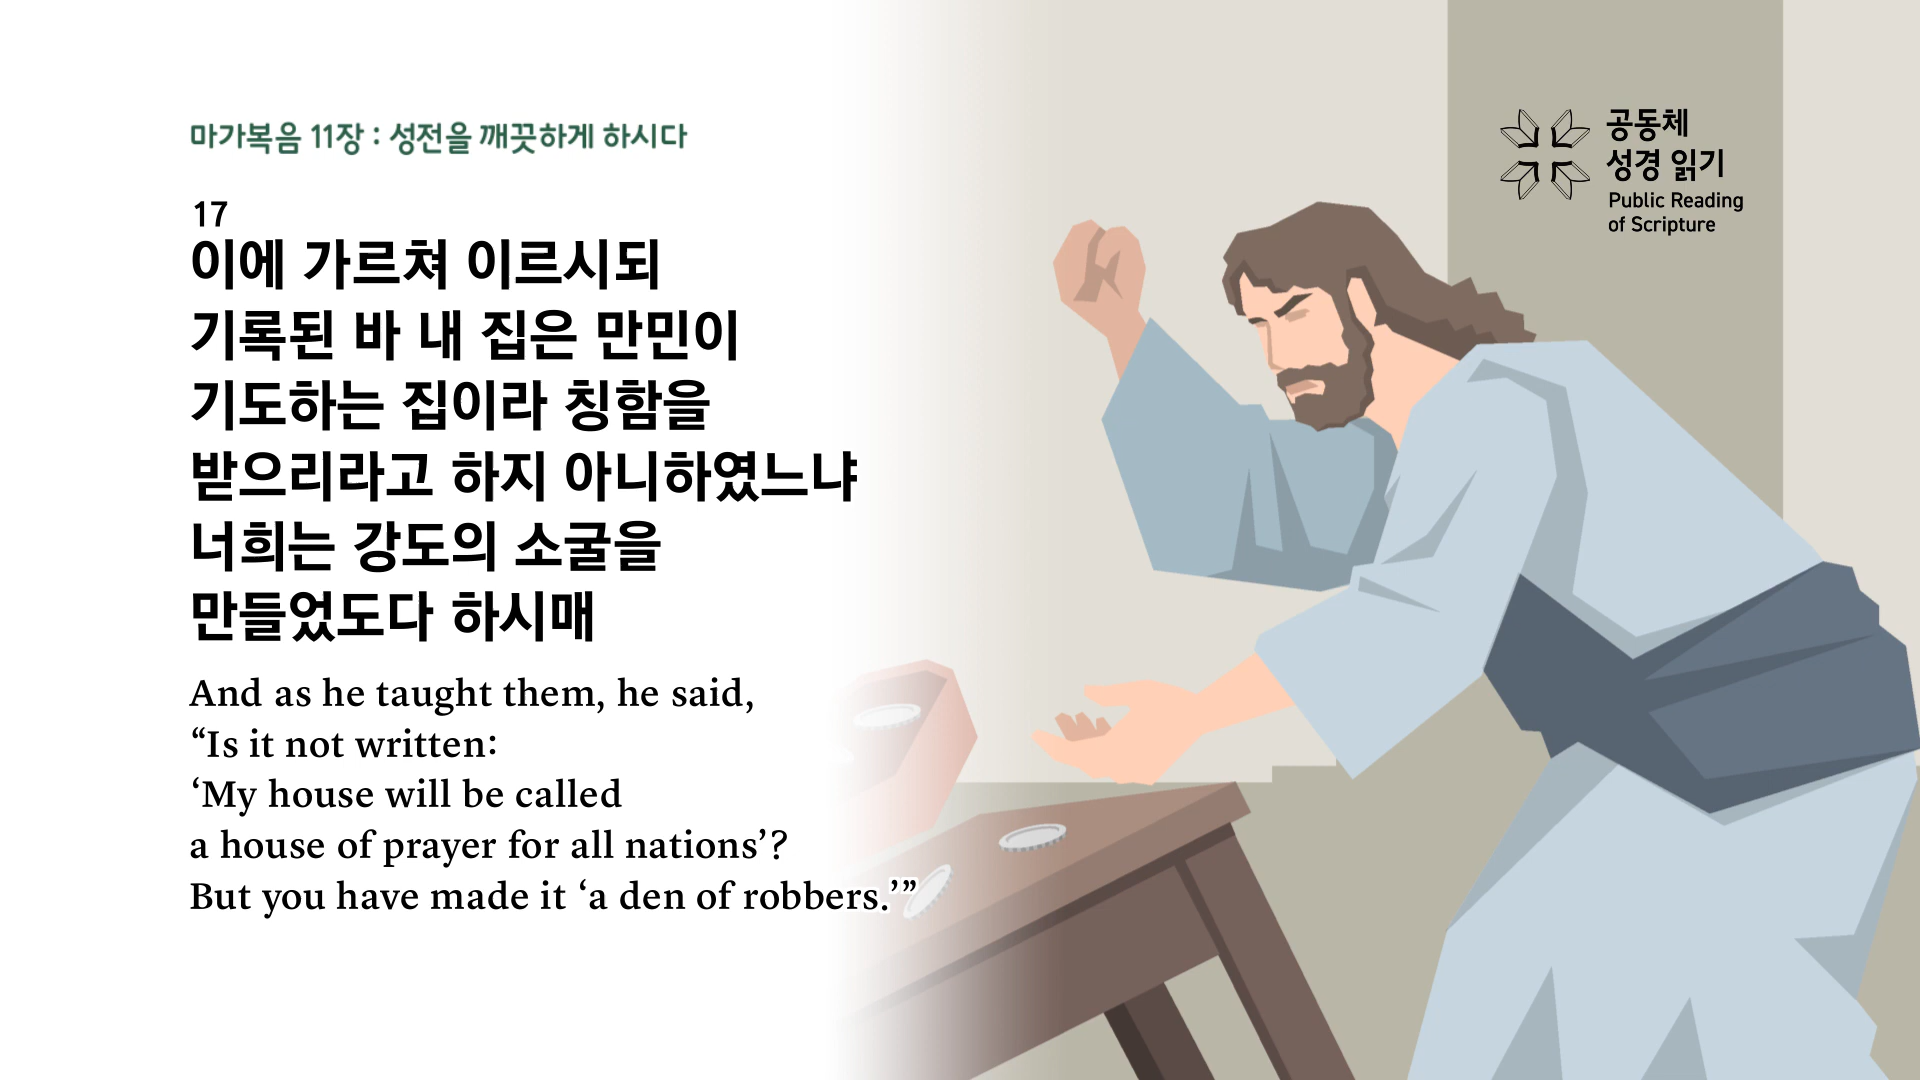 마가복음 11장 : 성전을 깨끗하게 하시다
공동체
성경 읽기
Public Reading
of Scripture
17
이에 가르쳐 이르시되
기록된 바 내 집은 만민이
기도하는 집이라 칭함을
받으리라고 하지 아니하였느냐
너희는 강도의 소굴을
만들었도다 하시매
And as he taught them, he said,
“Is it not written:
‘My house will be called
a house of prayer for all nations’?
But you have made it ‘a den of robbers.’”